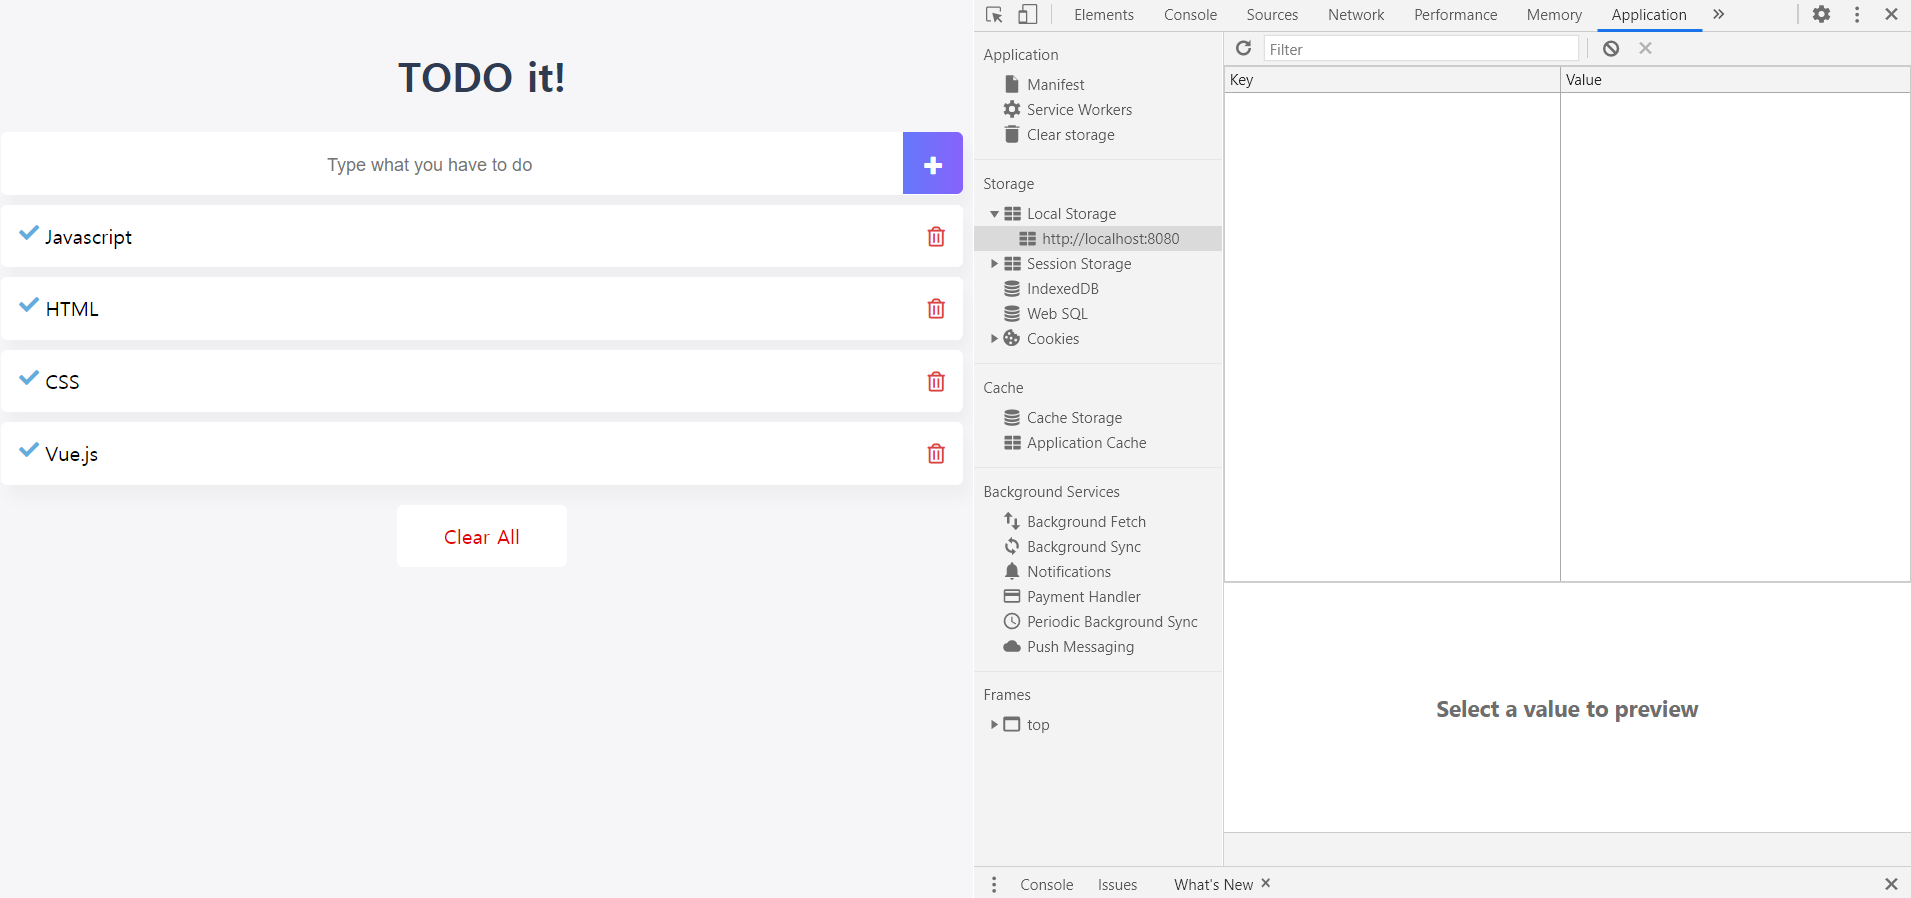 TODO it!
Type what you have to do
Javascript
HTML
CSS
Vue.js
Clear All
Elements Console Sources Network Performance Memory Application
Application
Manifest
Service Workers
Clear storage
Storage
Local Storage
http://localhost:8080
Session Storage
IndexedDB
Web SQL
Cookies
Cache
Cache Storage
Application Cache
Background Services
Background Fetch
Background Sync
Notifications
Payment Handler
Periodic Background Sync
Push Messaging
Frames
top
Filter
Key Value
Select a value to preview
Console Issues What's New